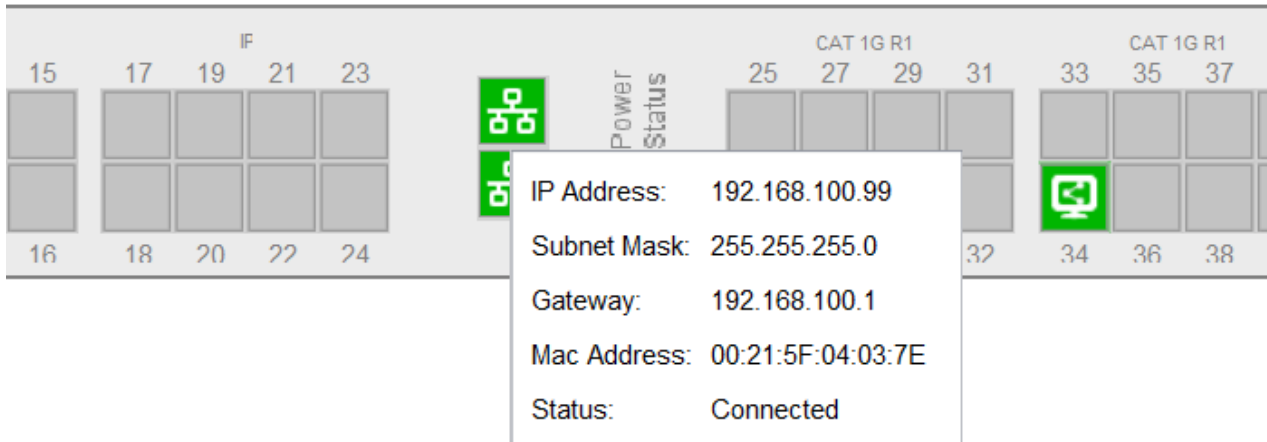 IP
CAT 1G R1
CAT 1G R1
15 17 19 21 23
Power
Status
25 27 29 31 33 35 37
IP Address: 192.168.100.99
Subnet Mask: 255.255.255.0
Gateway: 192.168.100.1
Mac Address: 00:21:5F:04:03:7E
Status: Connected
16 18 20 22 24
32 34 36 38